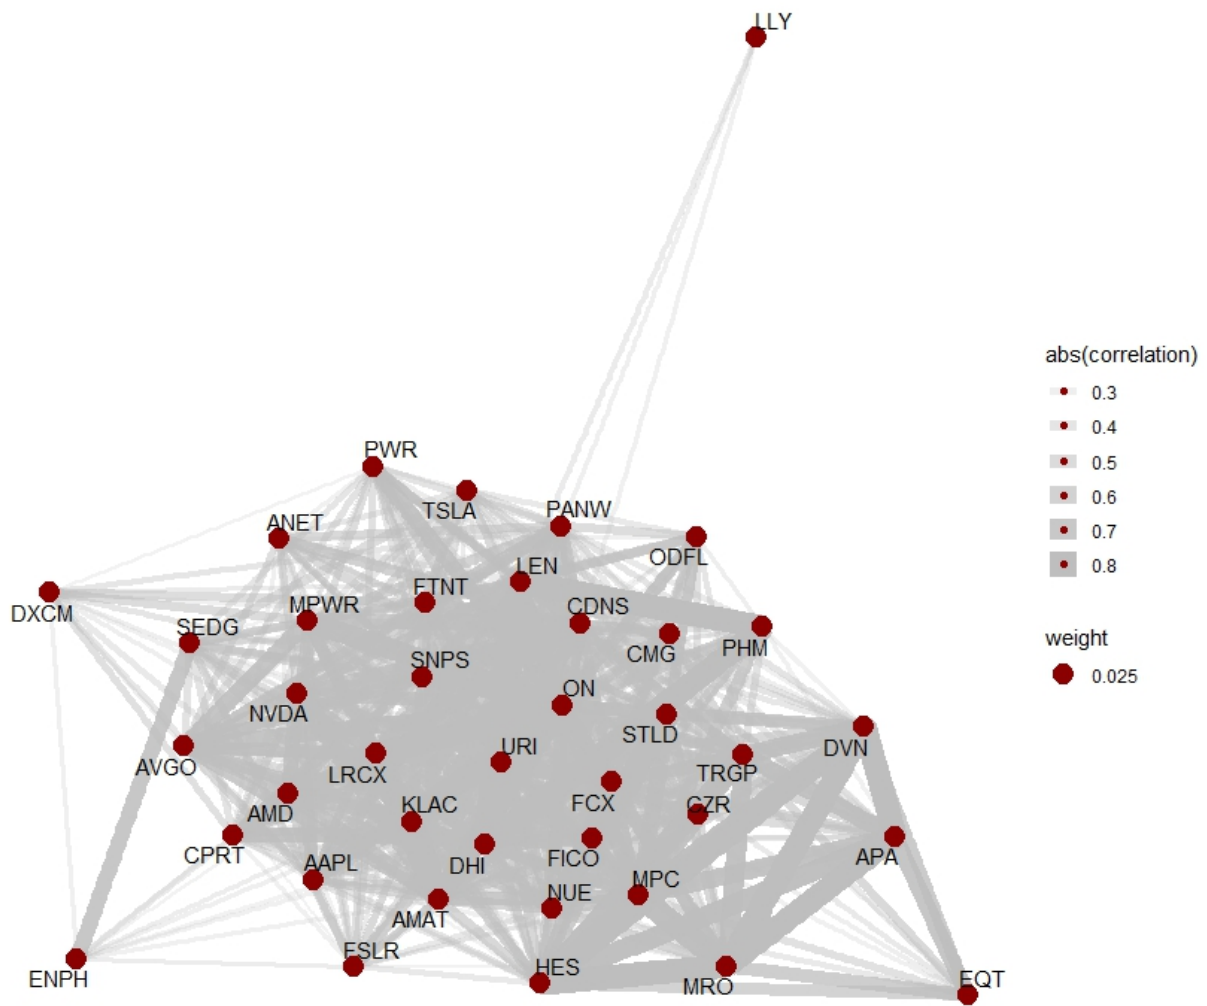 LLY
abs(correlation)
0.3
0.4
0.5
0.6
0.7
0.8
weight
0.025
PWR
TSLA
PANW
ANET
ODFL
LEN
FTNT
DXCM
MPWR
CDNS
SEDG
CMG
PHM
SNPS
ON
NVDA
STLD
DVN
AVGO
URI
LRCX
TRGP
AMD
KLAC
FCX
CZR
CPRT
AAPL
DHI
FICO
APA
MPC
NUE
AMAT
ENPH
FSLR
HES
MRO
EQT